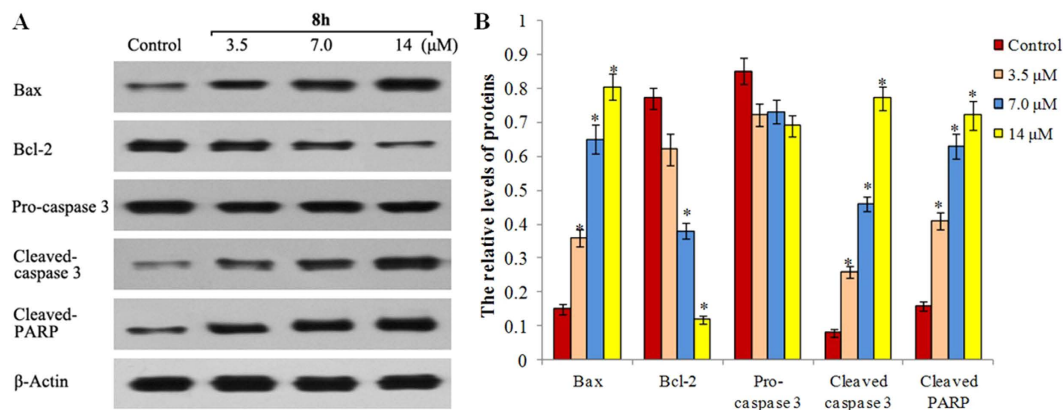 A
8h
Control 3.5 7.0 14 (μM)
Bax
Bcl-2
Pro-caspase 3
Cleaved-
caspase 3
Cleaved-
PARP
β-Actin
B
The relative levels of proteins
0.9
0.8
0.7
0.6
0.5
0.4
0.3
0.2
0.1
0
* * *
* *
* * *
* * *
Bax Bcl-2 Pro- Cleaved Cleaved
caspase 3 caspase 3 PARP
Control
3.5 μM
7.0 μM
14 μM